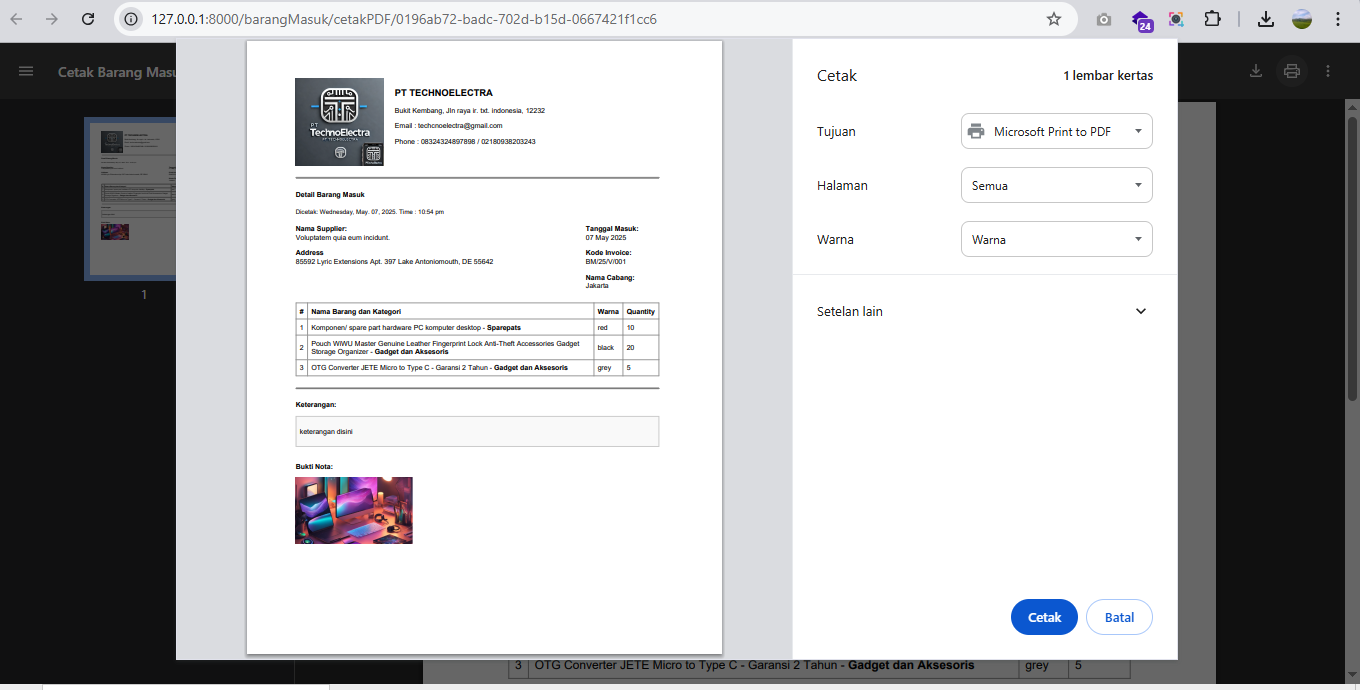 127.0.0.1:8000/barangMasuk/cetakPDF/0196ab72-badc-702d-b15d-0667421f1cc6
24
Cetak Barang Masu
1
PT
TechnoElectra
PT TECHNOELECTRA
Bukit Kembang, Jln raya ir. txt. indonesia, 12232
Email : techcnoelectra@gmail.com
Phone : 08324324897898 / 02180938203243
Detail Barang Masuk
Dicetak: Wednesday, May. 07, 2025. Time : 10:54 pm
Nama Supplier:
Voluptatem quia eum incidunt.
Address
85592 Lyric Extensions Apt. 397 Lake Antoniomouth, DE 55642
Tanggal Masuk:
07 May 2025
Kode Invoice:
BM/25/V/001
Nama Cabang:
Jakarta
# Nama Barang dan Kategori Warna Quantity
1 Komponen/ spare part hardware PC komputer desktop - Sparepats red 10
2 Pouch WiWU Master Genuine Leather Fingerprint Lock Anti-Theft Accessories Gadget
Storage Organizer - Gadget dan Aksesoris black 20
3 OTG Converter JETE Micro to Type C - Garansi 2 Tahun - Gadget dan Aksesoris grey 5
Keterangan:
keterangan disini
Bukti Nota:
Cetak 1 lembar kertas
Tujuan Microsoft Print to PDF
Halaman Semua
Warna Warna
Setelan lain
Cetak Batal
3 OTG Converter JETE Micro to Type C - Garansi 2 Tahun - Gadget dan Aksesoris grey 5